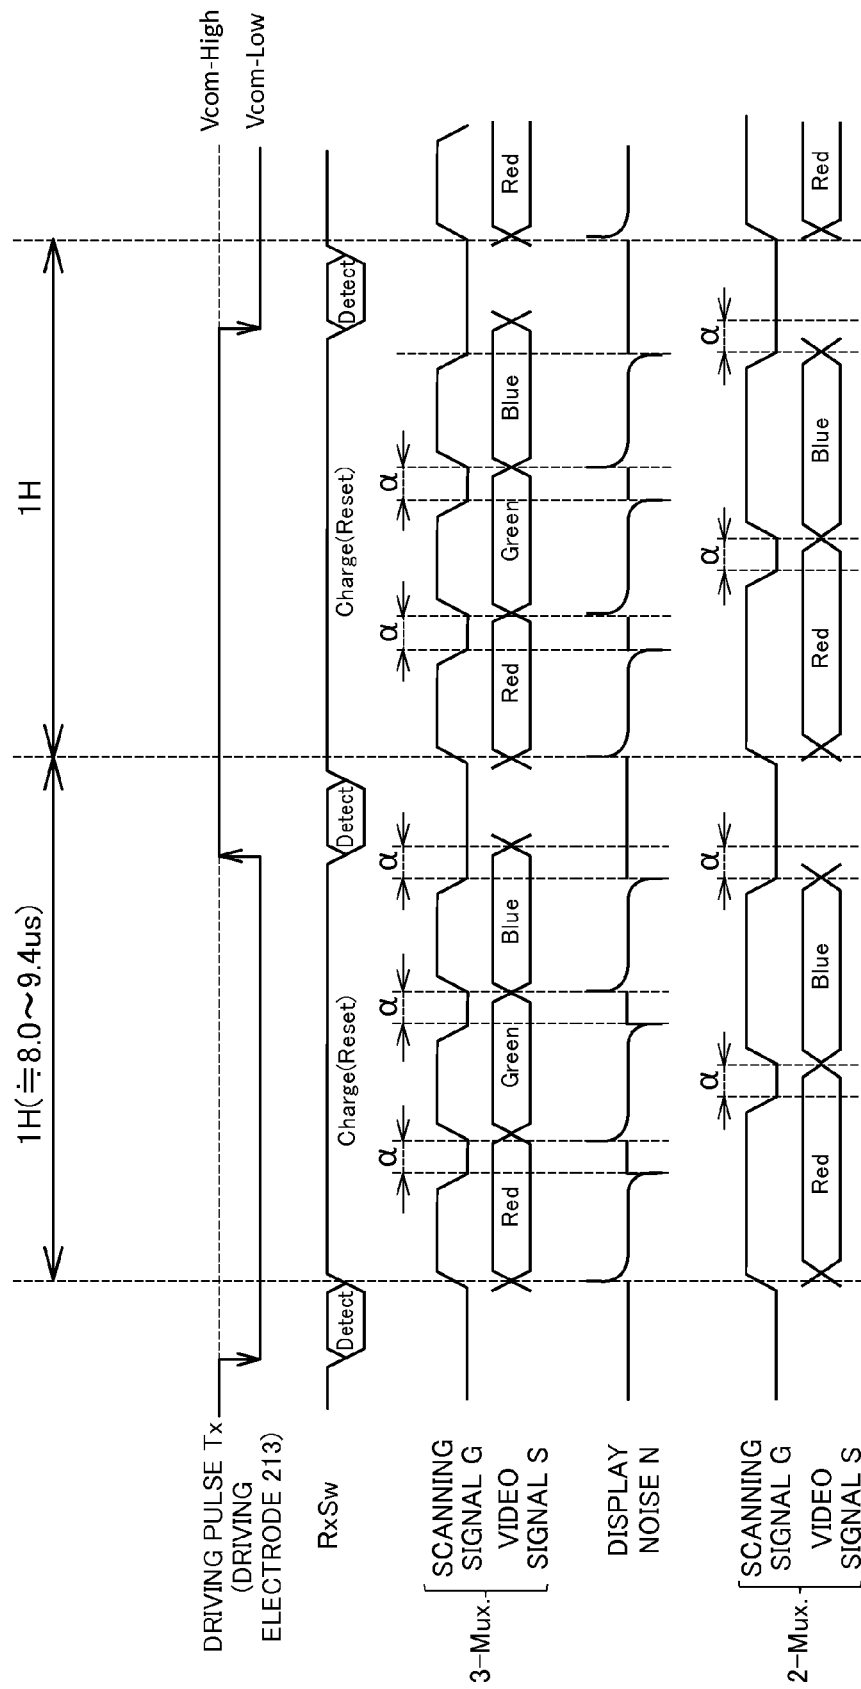 1H(≒8.0～9.4us)
1H
DRIVING PULSE Tx
(DRIVING
ELECTRODE 213)
Vcom-High
Vcom-Low
RxSw
Detect
Charge(Reset)
Detect
Charge(Reset)
Detect
3-Mux.
SCANNING
SIGNAL G
α
α
α
α
α
VIDEO
SIGNAL S
Red
Green
Blue
Red
Green
Blue
Red
DISPLAY
NOISE N
2-Mux.
SCANNING
SIGNAL G
α
α
α
α
VIDEO
SIGNAL S
Red
Blue
Red
Blue
Red